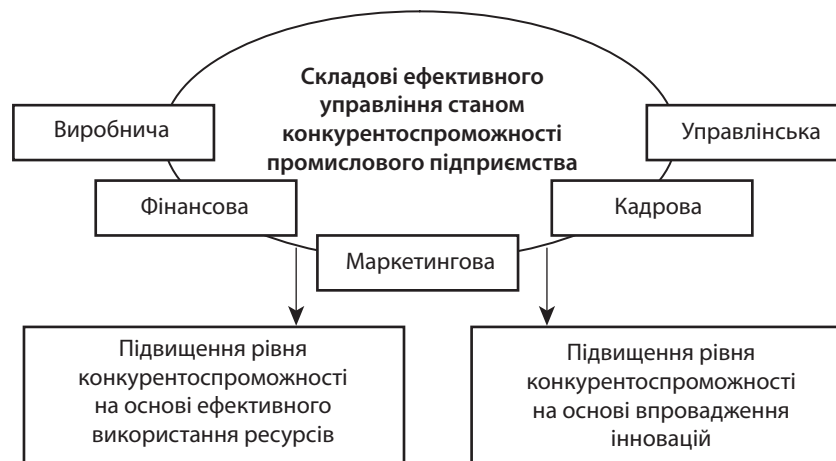 Складові ефективного
управління станом
конкурентоспроможності
промислового підприємства
Виробнича
Управлінська
Фінансова
Кадрова
Маркетингова
Підвищення рівня
конкурентоспроможності
на основі ефективного
використання ресурсів
Підвищення рівня
конкурентоспроможності
на основі впровадження
інновацій